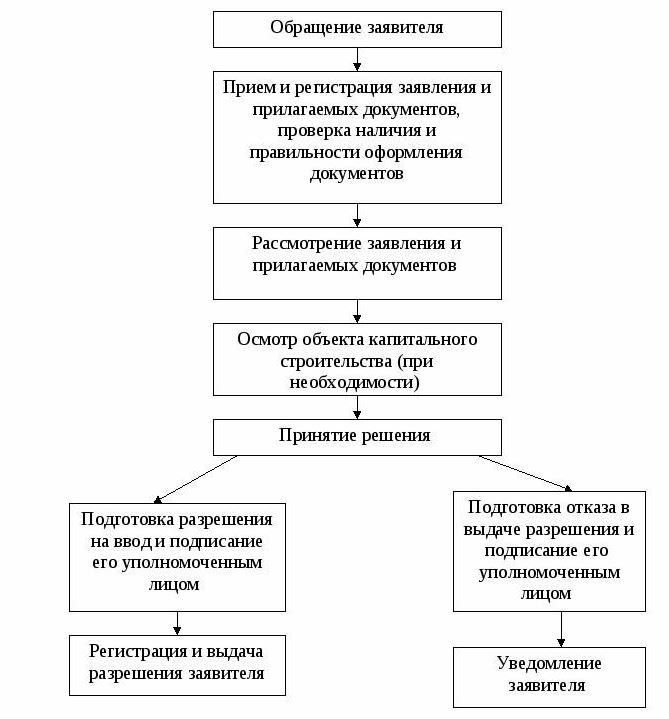 Обращение заявителя
Прием и регистрация заявления и
прилагаемых документов,
проверка наличия и
правильности оформления
документов
Рассмотрение заявления и
прилагаемых документов
Осмотр объекта капитального
строительства (при
необходимости)
Принятие решения
Подготовка разрешения
на ввод и подписание
его уполномоченным
лицом
Регистрация и выдача
разрешения заявителя
Подготовка отказа в
выдаче разрешения и
подписание его
уполномоченным
лицом
Уведомление
заявителя